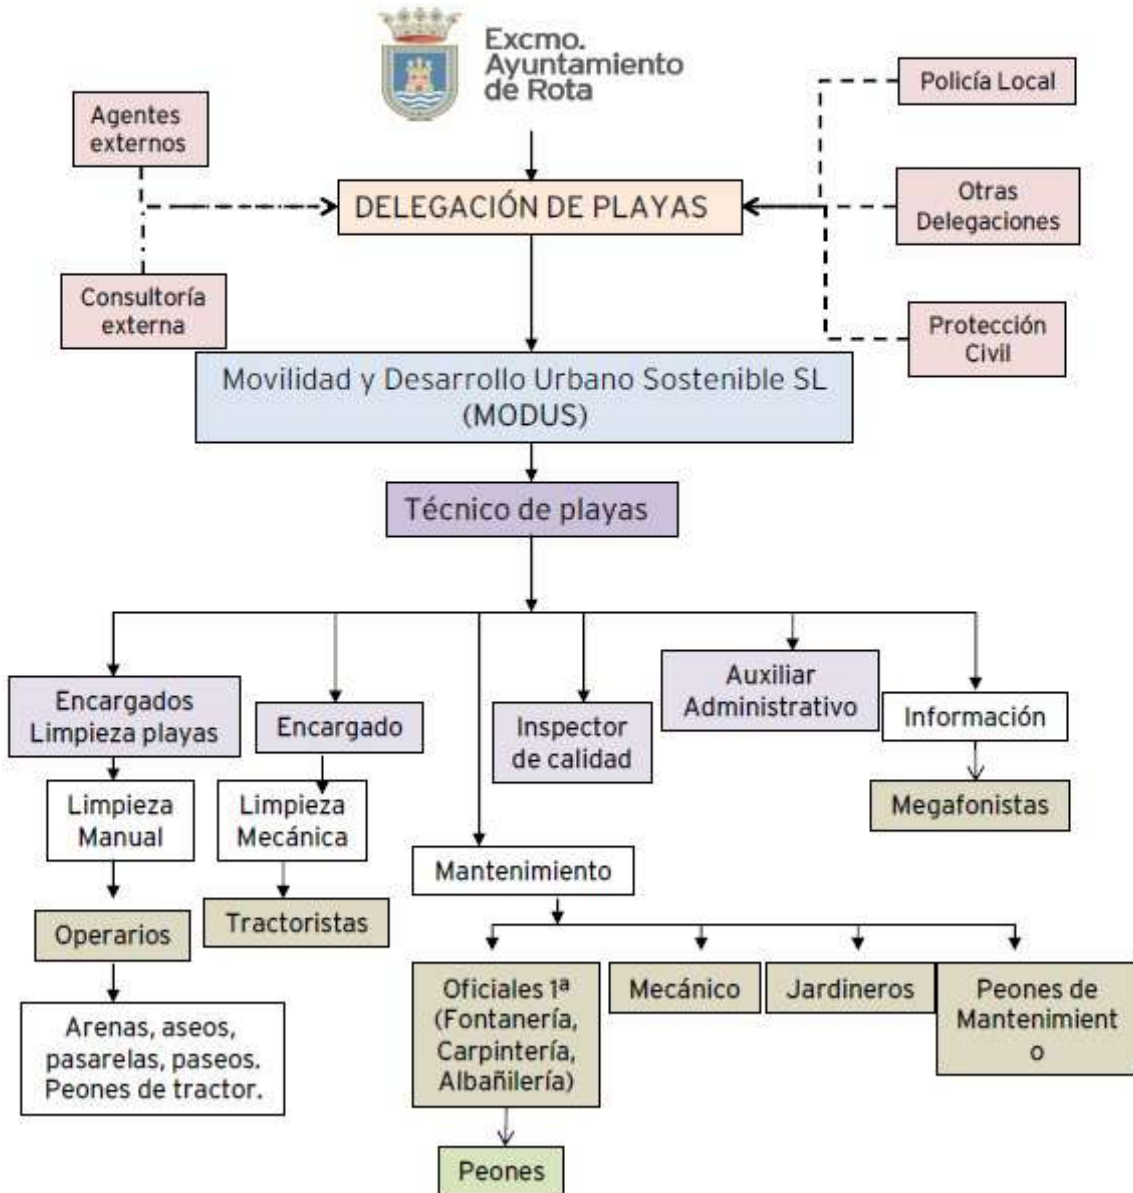 Excmo.
Ayuntamiento
de Rota
Agentes
externos
Policía Local
DELEGACIÓN DE PLAYAS
Otras
Delegaciones
Consultoría
externa
Protección
Civil
Movilidad y Desarrollo Urbano Sostenible SL
(MODUS)
Técnico de playas
Encargados
Limpieza playas
Encargado
Inspector
de calidad
Auxiliar
Administrativo
Información
Limpieza
Manual
Limpieza
Mecánica
Megafonistas
Mantenimiento
Operarios
Tractoristas
Arenas, aseos,
pasarelas, paseos.
Peones de tractor.
Oficiales 1ª
(Fontanería,
Carpintería,
Albañilería)
Mecánico
Jardineros
Peones de
Mantenimient
o
Peones